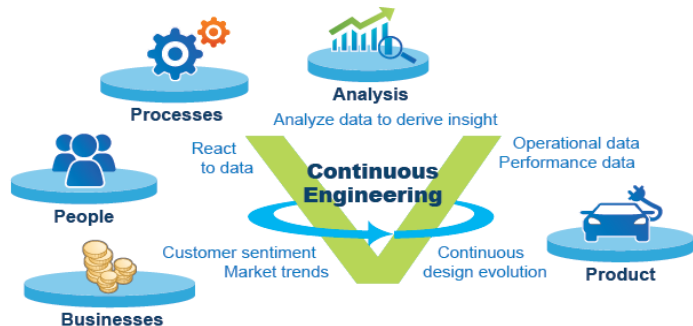 Analysis
Analyze data to derive insight
Processes
React
to data
Operational data
Performance data
Continuous
Engineering
People
Customer sentiment
Market trends
Continuous
design evolution
Product
Businesses